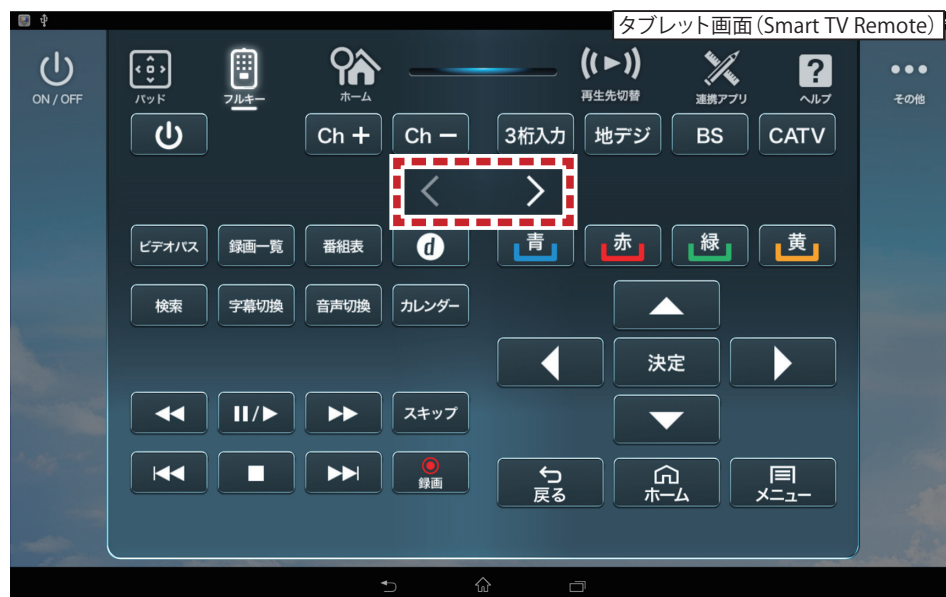 タブレット画面（Smart TV Remote）
ON / OFF
パッド
フルキー
ホーム
再生先切替
連携アプリ
ヘルプ
その他
Ch +
Ch −
3桁入力
地デジ
BS
CATV
ビデオパス
録画一覧
番組表
d
青
赤
緑
黄
検索
字幕切換
音声切換
カレンダー
決定
スキップ
録画
戻る
ホーム
メニュー